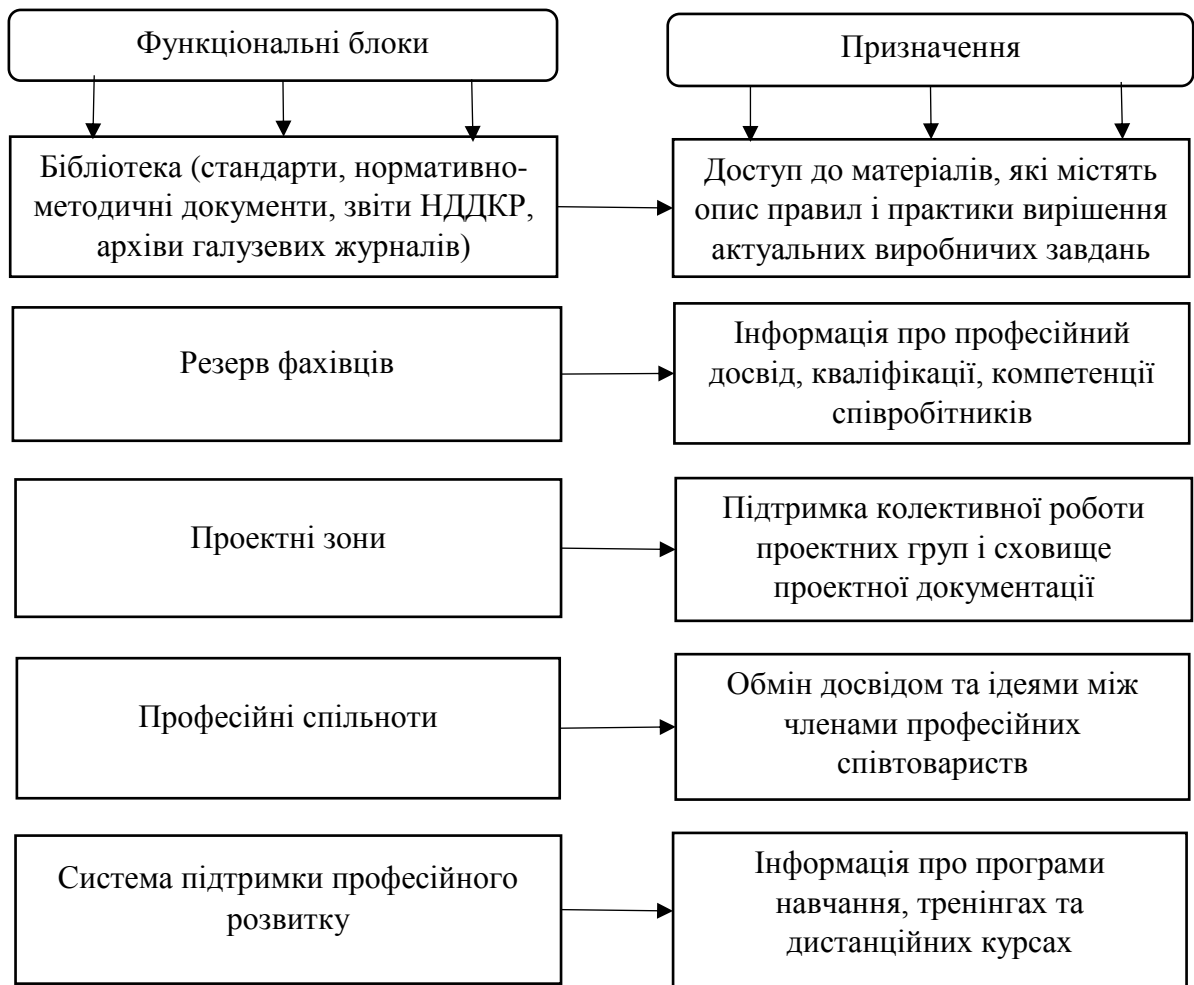 Функціональні блоки
Призначення
Бібліотека (стандарти, нормативно-
методичні документи, звіти НДДКР,
архіви галузевих журналів)
Доступ до матеріалів, які містять
опис правил і практики вирішення
актуальних виробничих завдань
Резерв фахівців
Інформація про професійний
досвід, кваліфікації, компетенції
співробітників
Проектні зони
Підтримка колективної роботи
проектних груп і сховище
проектної документації
Професійні спільноти
Обмін досвідом та ідеями між
членами професійних
співтовариств
Система підтримки професійного
розвитку
Інформація про програми
навчання, тренінгах та
дистанційних курсах